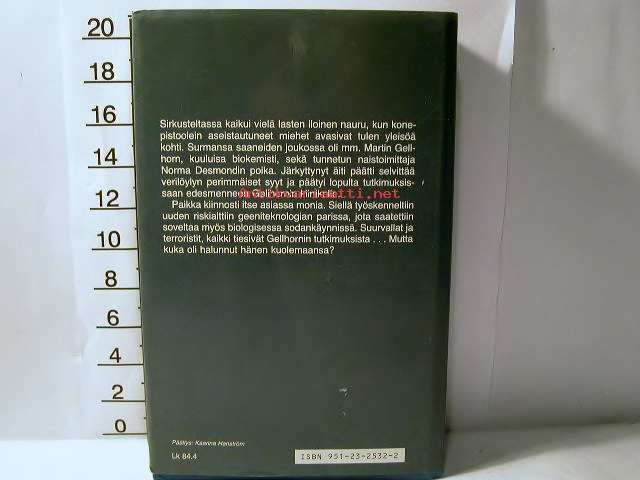 20
18
16
14
12
10
8
6
4
2
0
Sirkusteltassa kaikui vielä lasten iloinen nauru, kun kone-
pistoolein aseistautuneet miehet avasivat tulen yleisöä
kohti. Surmansa saaneiden joukossa oli mm. Martin Gell-
horn, kuuluisa biokemisti, sekä tunnetun naistoimittaja
Norma Desmondin poika. Järkyttynyt äiti päätti selvittää
verilöylyn perimmäiset syyt ja päätyi lopulta tutkimuksis-
saan edesmenneen Gellhornin kotiin asti.
Paikka kiinnosti itse asiassa monia. Siellä työskenneltiin
uuden riskialttiin geeniteknologian parissa, jota saatettiin
soveltaa myös biologisessa sodankäynnissä. Suurvallat ja
terroristit, kaikki tiesivät Gellhornin tutkimuksista . . . Mutta
kuka oli halunnut hänen kuolemaansa?
Päällys: Kaarina Hanström
Lk 84.4
ISBN 951-23-2532-2